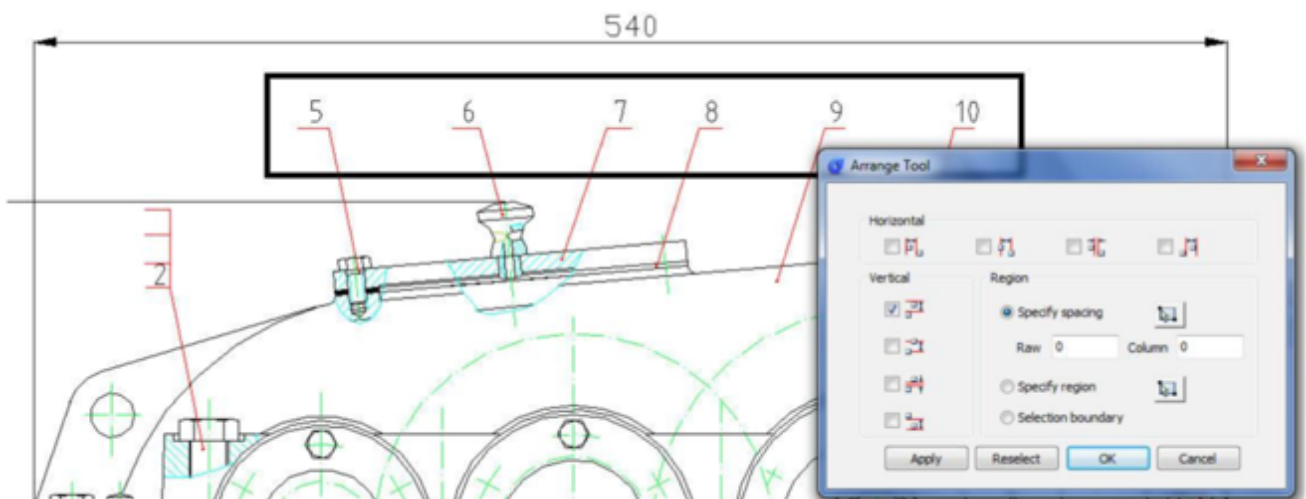 540
5 6 7 8 9 10
Arrange Tool
Horizontal
Vertical
Region
Specify spacing
Raw 0 Column 0
Specify region
Selection boundary
2
Apply Reselect OK Cancel